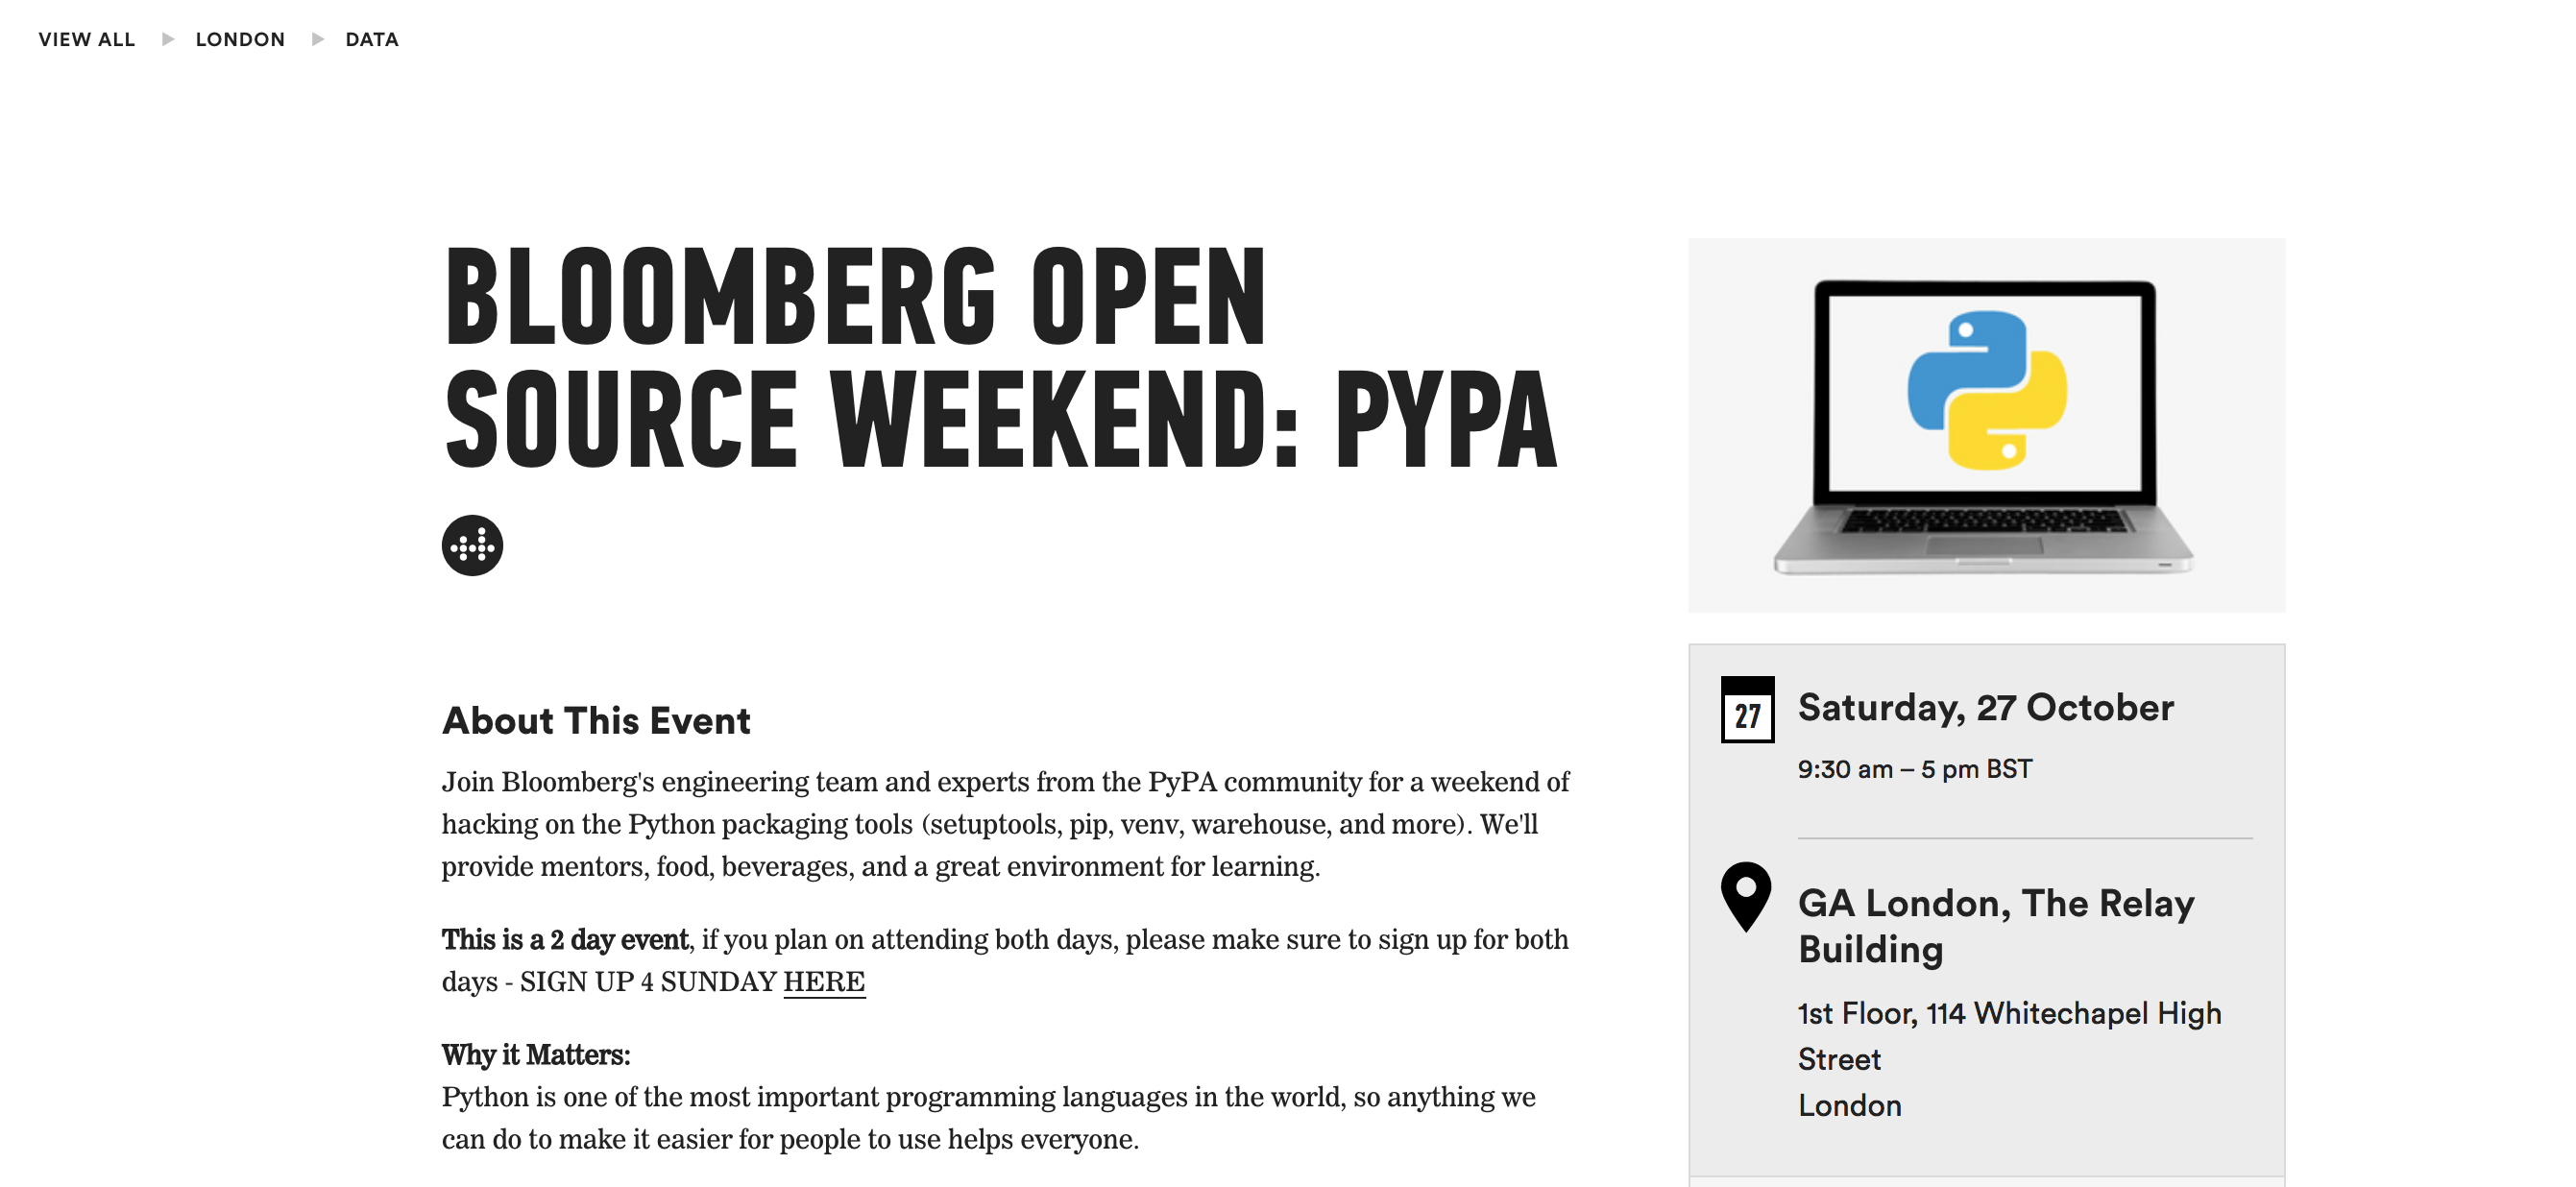 VIEW ALL ▶ LONDON ▶ DATA
BLOOMBERG OPEN
SOURCE WEEKEND: PYPA
About This Event
Join Bloomberg's engineering team and experts from the PyPA community for a weekend of
hacking on the Python packaging tools (setuptools, pip, venv, warehouse, and more). We'll
provide mentors, food, beverages, and a great environment for learning.
This is a 2 day event, if you plan on attending both days, please make sure to sign up for both
days - SIGN UP 4 SUNDAY HERE
Why it Matters:
Python is one of the most important programming languages in the world, so anything we
can do to make it easier for people to use helps everyone.
27
Saturday, 27 October
9:30 am – 5 pm BST
GA London, The Relay
Building
1st Floor, 114 Whitechapel High
Street
London